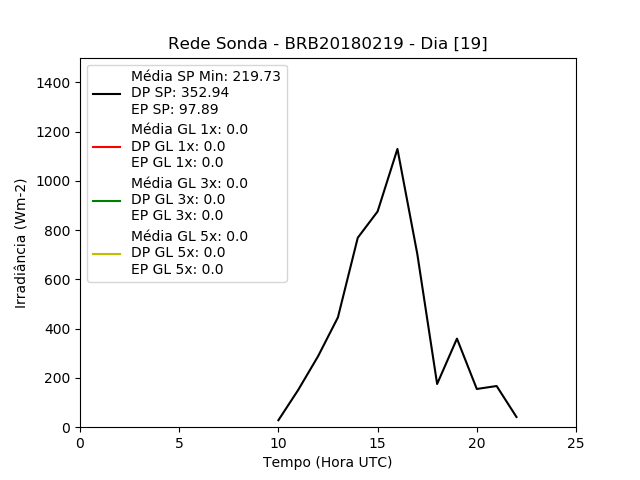 Rede Sonda - BRB20180219 - Dia [19]
Irradiância (Wm-2)
1400
1200
1000
800
600
400
200
0
Média SP Min: 219.73
DP SP: 352.94
EP SP: 97.89
Média GL 1x: 0.0
DP GL 1x: 0.0
EP GL 1x: 0.0
Média GL 3x: 0.0
DP GL 3x: 0.0
EP GL 3x: 0.0
Média GL 5x: 0.0
DP GL 5x: 0.0
EP GL 5x: 0.0
0 5 10 15 20 25
Tempo (Hora UTC)